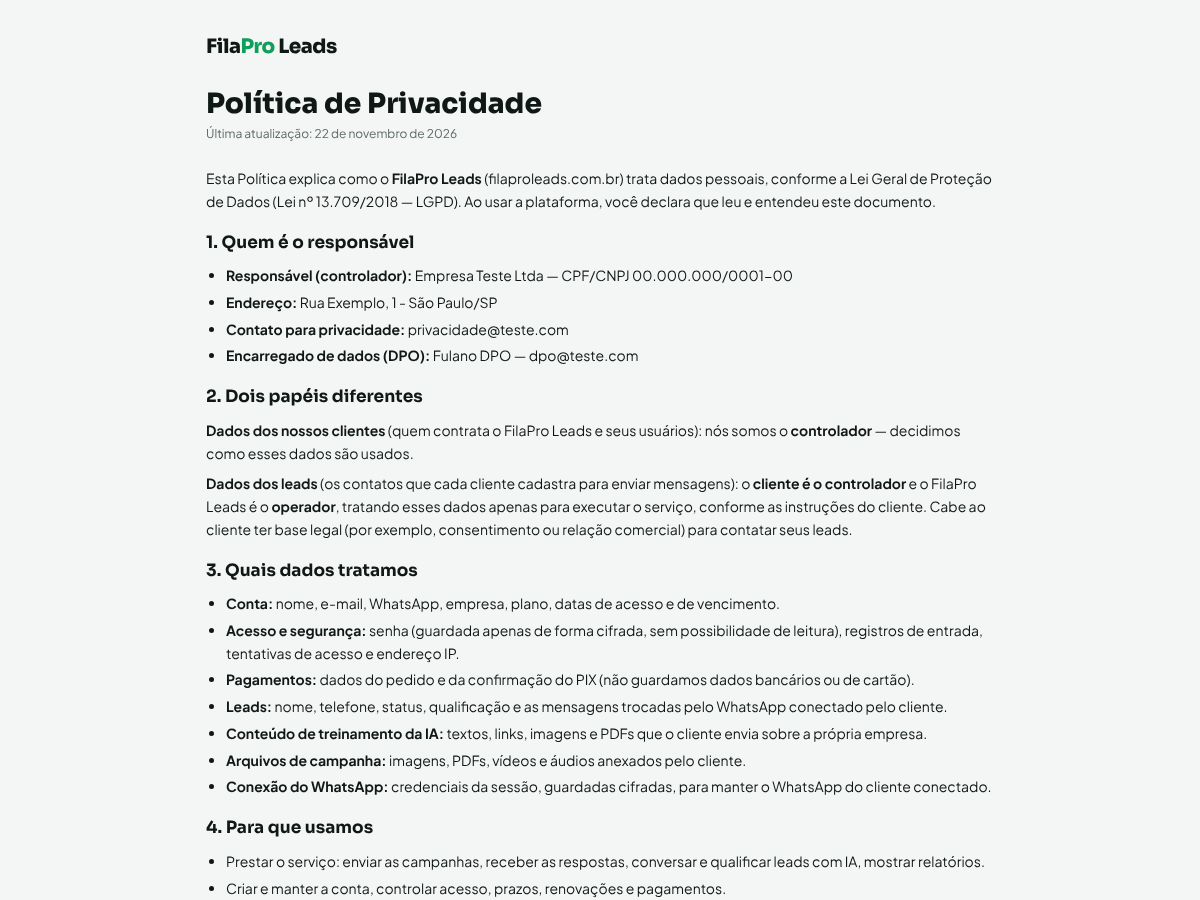 FilaPro Leads
Política de Privacidade
Última atualização: 22 de novembro de 2026
Esta Política explica como o FilaPro Leads (filaproleads.com.br) trata dados pessoais, conforme a Lei Geral de Proteção
de Dados (Lei nº 13.709/2018 — LGPD). Ao usar a plataforma, você declara que leu e entendeu este documento.
1. Quem é o responsável
• Responsável (controlador): Empresa Teste Ltda — CPF/CNPJ 00.000.000/0001-00
• Endereço: Rua Exemplo, 1 - São Paulo/SP
• Contato para privacidade: privacidade@teste.com
• Encarregado de dados (DPO): Fulano DPO — dpo@teste.com
2. Dois papéis diferentes
Dados dos nossos clientes (quem contrata o FilaPro Leads e seus usuários): nós somos o controlador — decidimos
como esses dados são usados.
Dados dos leads (os contatos que cada cliente cadastra para enviar mensagens): o cliente é o controlador e o FilaPro
Leads é o operador, tratando esses dados apenas para executar o serviço, conforme as instruções do cliente. Cabe ao
cliente ter base legal (por exemplo, consentimento ou relação comercial) para contatar seus leads.
3. Quais dados tratamos
• Conta: nome, e-mail, WhatsApp, empresa, plano, datas de acesso e de vencimento.
• Acesso e segurança: senha (guardada apenas de forma cifrada, sem possibilidade de leitura), registros de entrada,
tentativas de acesso e endereço IP.
• Pagamentos: dados do pedido e da confirmação do PIX (não guardamos dados bancários ou de cartão).
• Leads: nome, telefone, status, qualificação e as mensagens trocadas pelo WhatsApp conectado pelo cliente.
• Conteúdo de treinamento da IA: textos, links, imagens e PDFs que o cliente envia sobre a própria empresa.
• Arquivos de campanha: imagens, PDFs, vídeos e áudios anexados pelo cliente.
• Conexão do WhatsApp: credenciais da sessão, guardadas cifradas, para manter o WhatsApp do cliente conectado.
4. Para que usamos
• Prestar o serviço: enviar as campanhas, receber as respostas, conversar e qualificar leads com IA, mostrar relatórios.
• Criar e manter a conta, controlar acesso, prazos, renovações e pagamentos.